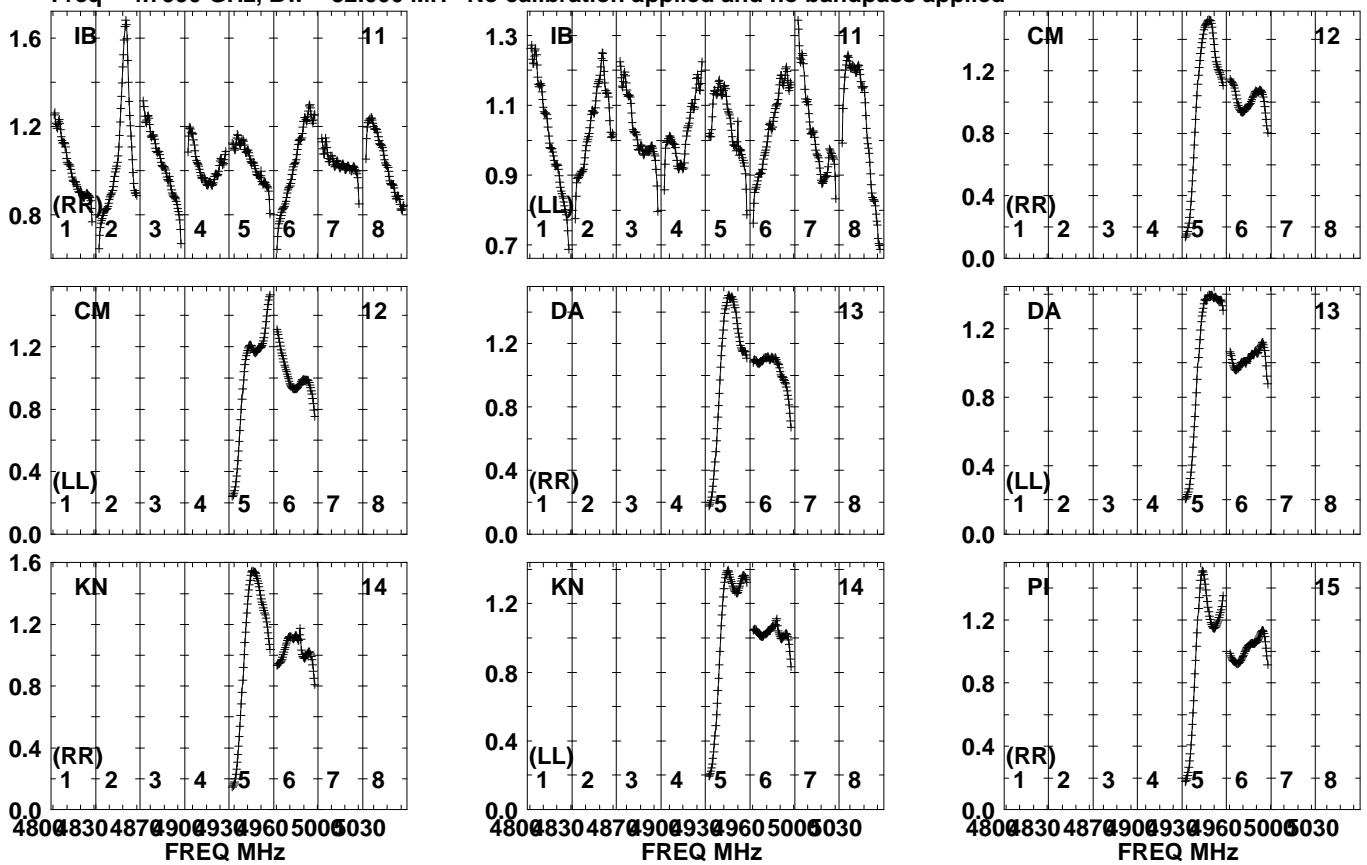 No calibration applied and no bandpass applied
1.6 IB 11
1.2
0.8 (RR)
1 2 3 4 5 6 7 8
1.3 IB 11
1.1
0.9
0.7 (LL)
1 2 3 4 5 6 7 8
CM 12
1.2
0.8
0.4 (RR)
0.0 1 2 3 4 5 6 7 8
CM 12
1.2
0.8
0.4 (LL)
0.0 1 2 3 4 5 6 7 8
DA 13
1.2
0.8
0.4 (RR)
0.0 1 2 3 4 5 6 7 8
DA 13
1.2
0.8
0.4 (LL)
0.0 1 2 3 4 5 6 7 8
1.6 KN 14
1.2
0.8
0.4 (RR)
0.0 1 2 3 4 5 6 7 8
4800 4830 4870 4900 4930 4960 5000 5030
FREQ MHz
KN 14
1.2
0.8
0.4 (LL)
0.0 1 2 3 4 5 6 7 8
4800 4830 4870 4900 4930 4960 5000 5030
FREQ MHz
PI 15
1.2
0.8
0.4 (RR)
0.0 1 2 3 4 5 6 7 8
4800 4830 4870 4900 4930 4960 5000 5030
FREQ MHz